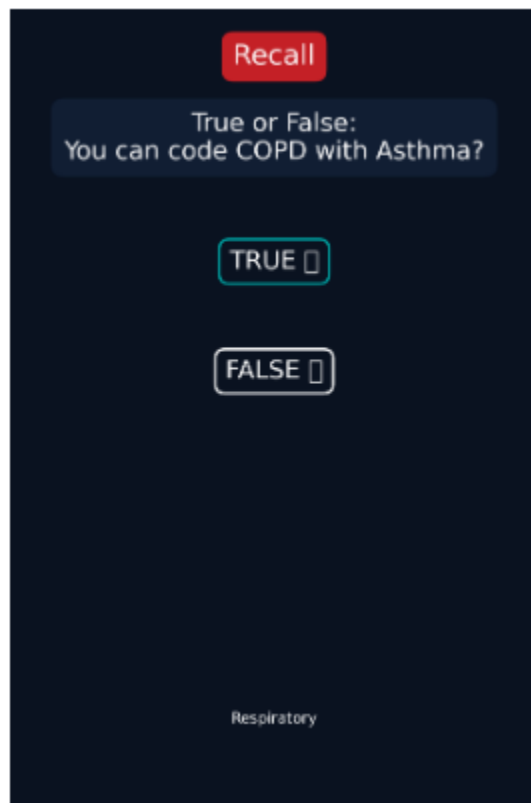 Recall
True or False:
You can code COPD with Asthma?
TRUE ▯
FALSE ▯
Respiratory